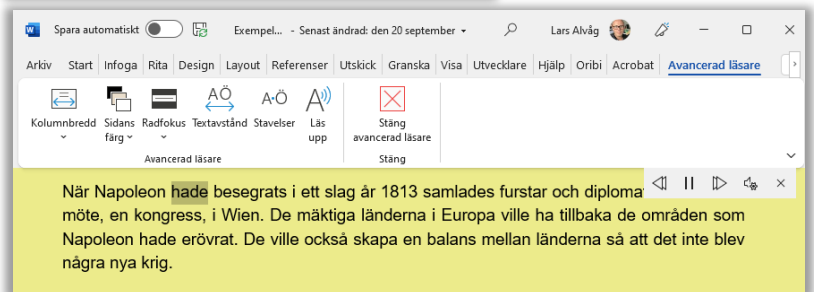 Spara automatiskt Exempel... - Senast ändrad: den 20 september Lars Alvåg
Arkiv Start Infoga Rita Design Layout Referenser Utskick Granska Visa Utvecklare Hjälp Oribi Acrobat Avancerad läsare
AÖ A·Ö A
Kolumnbredd Sidans färg Radfokus Textavstånd Stavelser Läs upp Stäng avancerad läsare
Avancerad läsare Stäng
När Napoleon hade besegrats i ett slag år 1813 samlades furstar och
möte, en kongress, i Wien. De mäktiga länderna i Europa ville ha tillbaka de områden som
Napoleon hade erövrat. De ville också skapa en balans mellan länderna så att det inte blev
några nya krig.